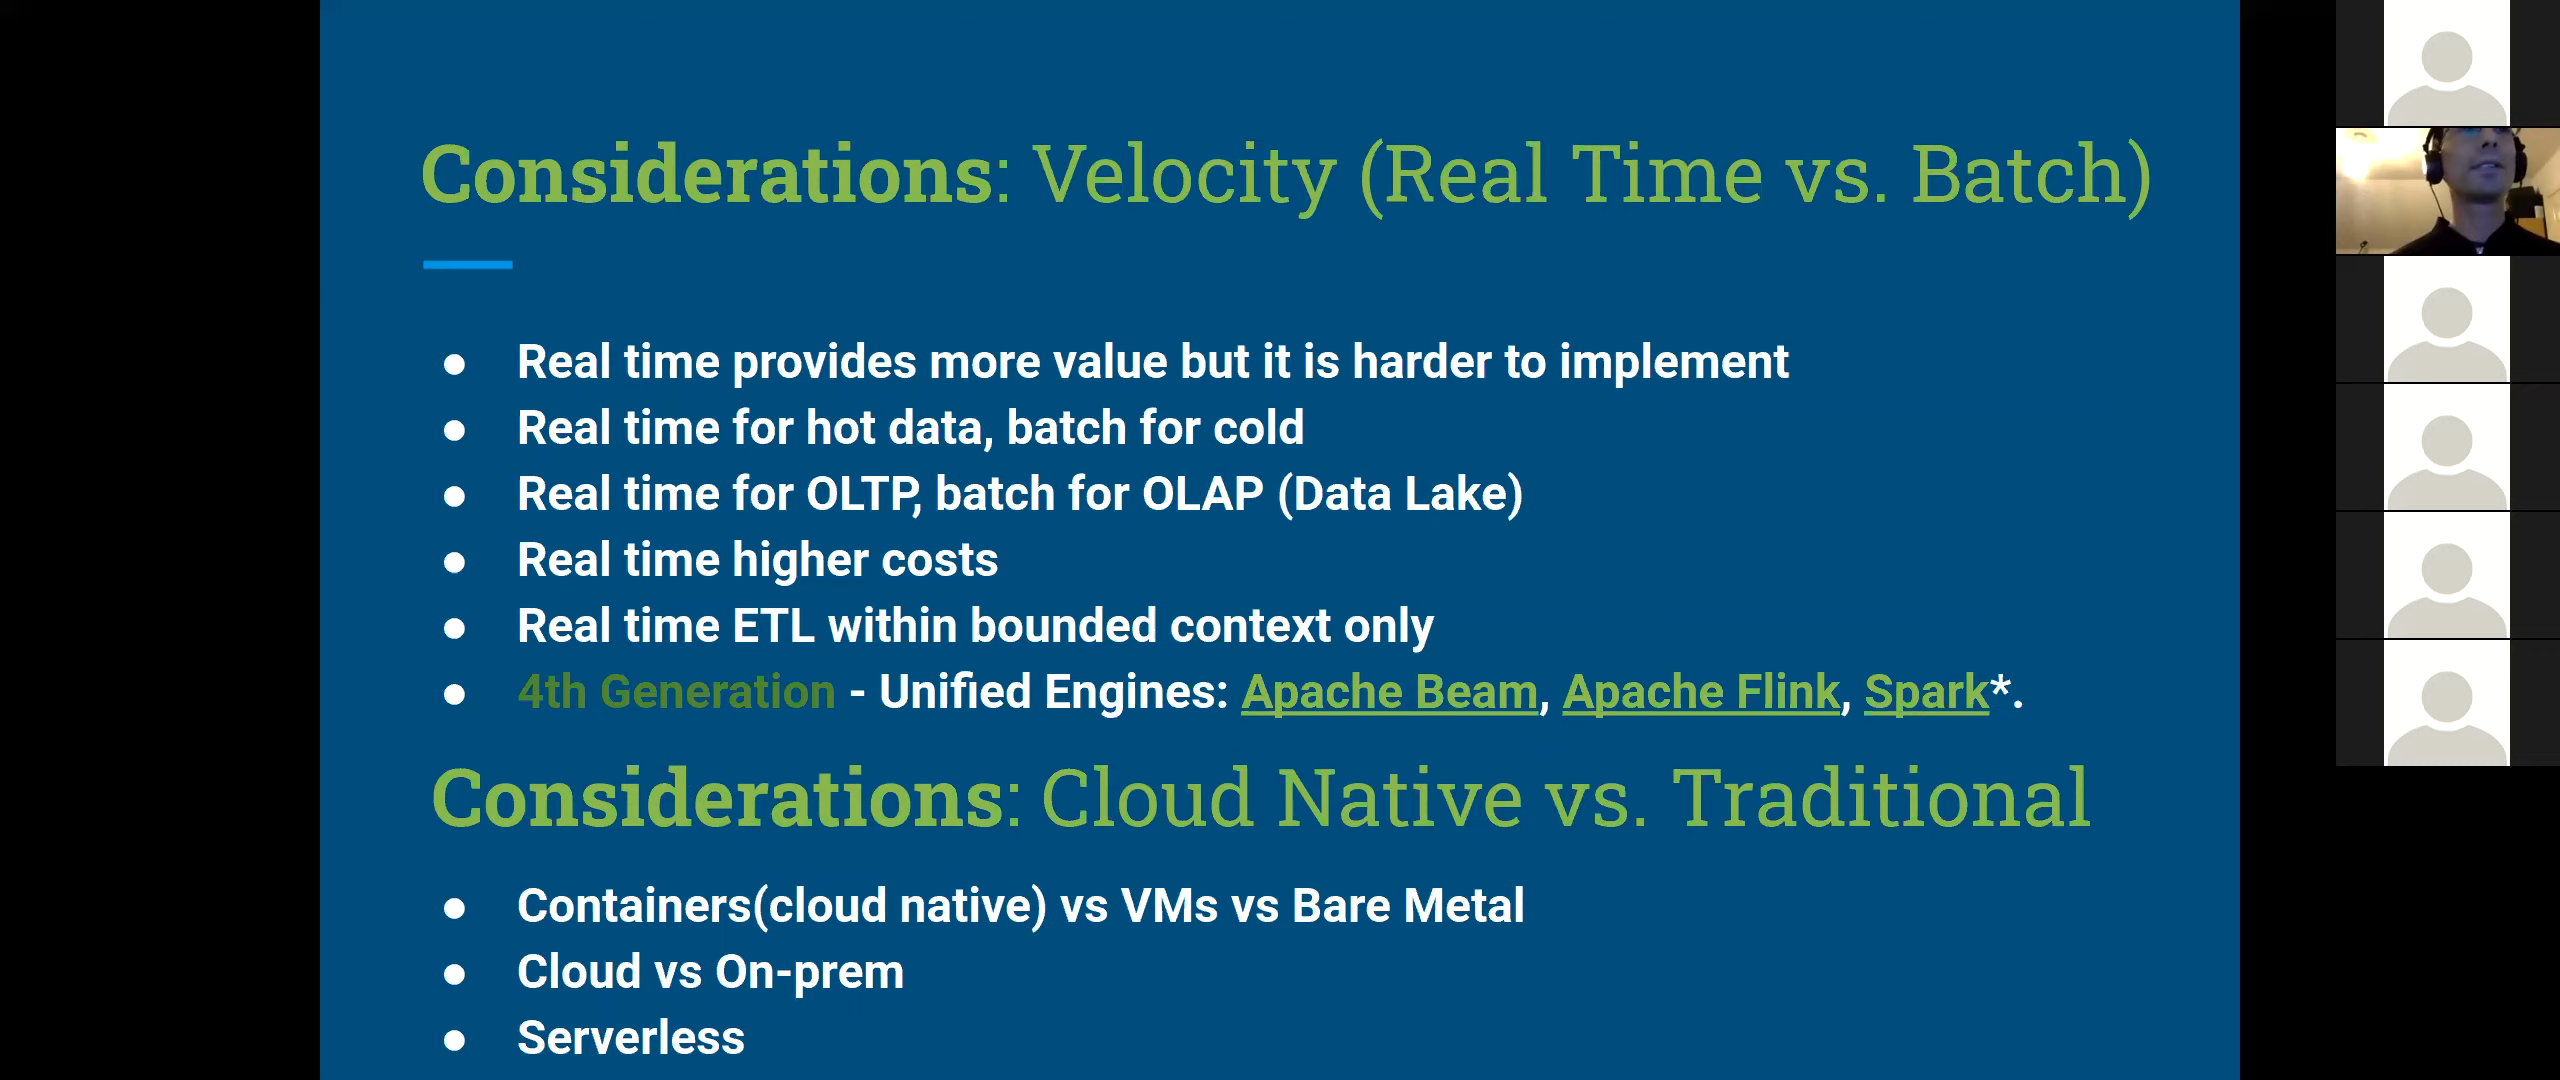 Considerations: Velocity (Real Time vs. Batch)
● Real time provides more value but it is harder to implement
● Real time for hot data, batch for cold
● Real time for OLTP, batch for OLAP (Data Lake)
● Real time higher costs
● Real time ETL within bounded context only
● 4th Generation - Unified Engines: Apache Beam, Apache Flink, Spark*.
Considerations: Cloud Native vs. Traditional
● Containers(cloud native) vs VMs vs Bare Metal
● Cloud vs On-prem
● Serverless